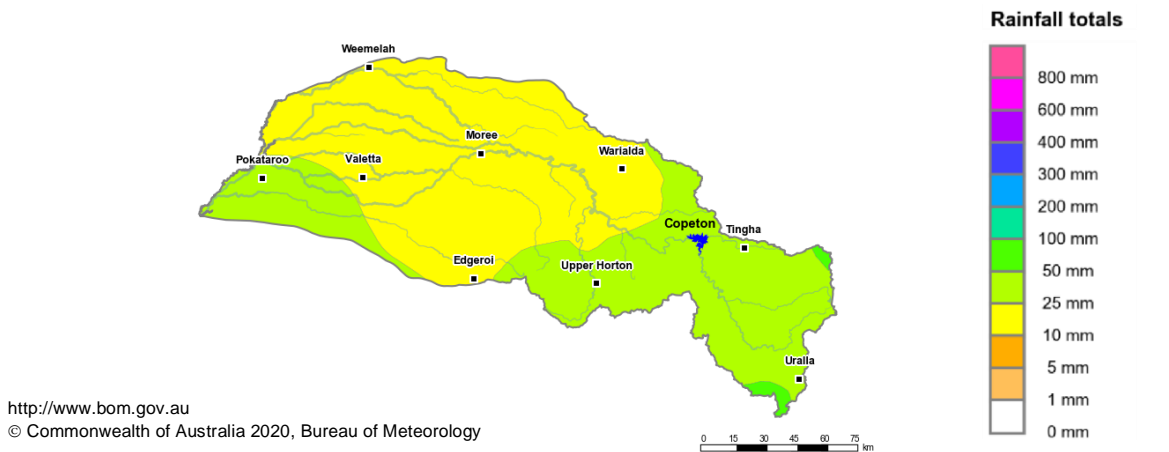 Rainfall totals
Weemelah
800 mm
600 mm
Moree
400 mm
Warialda
Pokataroo
Valetta
300 mm
200 mm
Copeton
Tingha
100 mm
Edgeroi
Upper Horton
50 mm
25 mm
10 mm
Uralla
5 mm
1 mm
0 mm
http://www.bom.gov.au
© Commonwealth of Australia 2020, Bureau of Meteorology
0 15 30 45 60 75
km